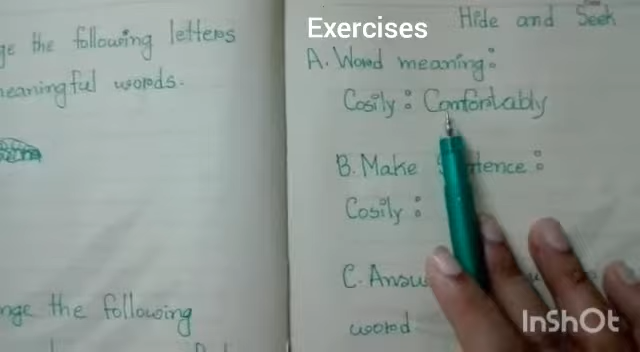 ge the following letters
meaningful words.
nge the following
Exercises
Hide and Seek
A. Word meaning:
Cosily: Comfortably
B. Make tence:
Cosily:
C. Answ
word
InShOt